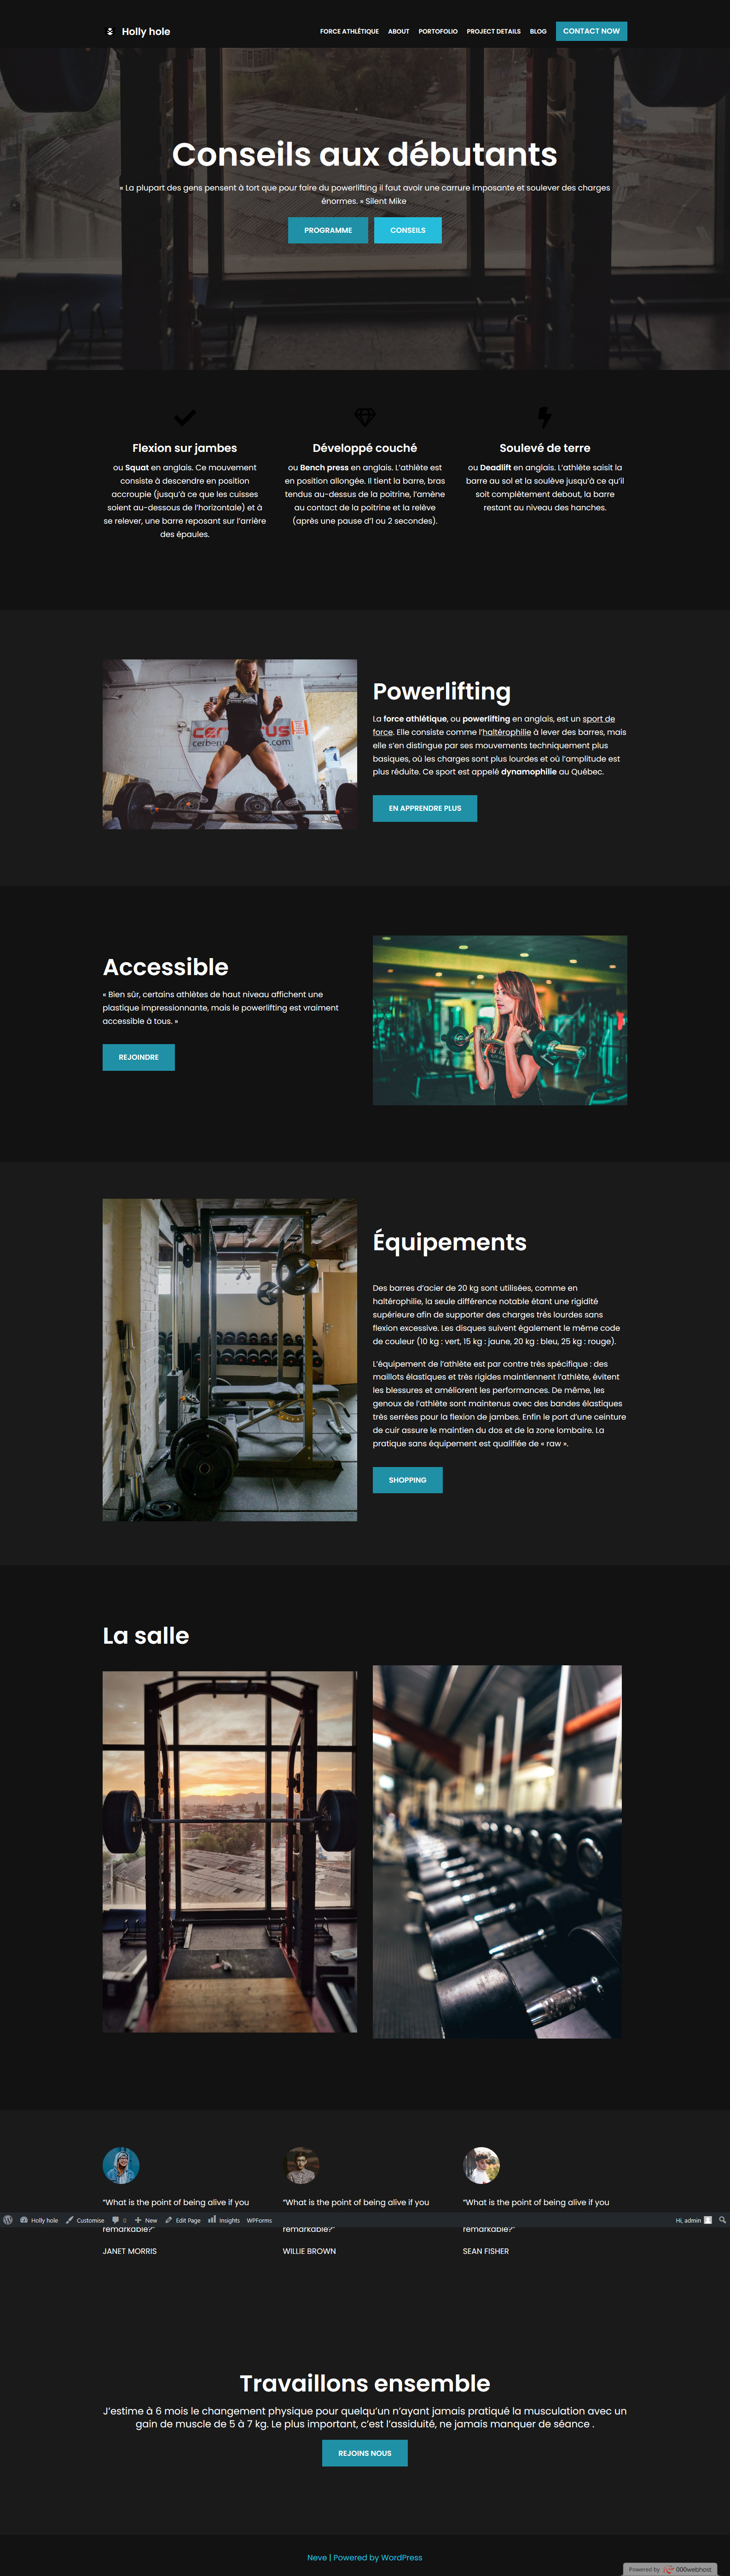 Holly hole
FORCE ATHLÉTIQUE ABOUT PORTOFOLIO PROJECT DETAILS BLOG CONTACT NOW
Conseils aux débutants
« La plupart des gens pensent à tort que pour faire du powerlifting il faut avoir une carrure imposante et soulever des charges
énormes. » Silent Mike
PROGRAMME CONSEILS
Flexion sur jambes
ou Squat en anglais. Ce mouvement
consiste à descendre en position
accroupie (jusqu'à ce que les cuisses
soient au-dessous de l'horizontale) et à
se relever, une barre reposant sur l'arrière
des épaules.
Développé couché
ou Bench press en anglais. L'athlète est
en position allongée. Il tient la barre, bras
tendus au-dessus de la poitrine, l'amène
au contact de la poitrine et la relève
(après une pause d'1 ou 2 secondes).
Soulevé de terre
ou Deadlift en anglais. L'athlète saisit la
barre au sol et la soulève jusqu'à ce qu'il
soit complètement debout, la barre
restant au niveau des hanches.
Powerlifting
La force athlétique, ou powerlifting en anglais, est un sport de
force. Elle consiste comme l'haltérophilie à lever des barres, mais
elle s'en distingue par ses mouvements techniquement plus
basiques, où les charges sont plus lourdes et où l'amplitude est
plus réduite. Ce sport est appelé dynamophilie au Québec.
EN APPRENDRE PLUS
Accessible
« Bien sûr, certains athlètes de haut niveau affichent une
plastique impressionnante, mais le powerlifting est vraiment
accessible à tous. »
REJOINDRE
Équipements
Des barres d'acier de 20 kg sont utilisées, comme en
haltérophilie, la seule différence notable étant une rigidité
supérieure afin de supporter des charges très lourdes sans
flexion excessive. Les disques suivent également le même code
de couleur (10 kg : vert, 15 kg : jaune, 20 kg : bleu, 25 kg : rouge).
L'équipement de l'athlète est par contre très spécifique : des
maillots élastiques et très rigides maintiennent l'athlète, évitent
les blessures et améliorent les performances. De même, les
genoux de l'athlète sont maintenus avec des bandes élastiques
très serrées pour la flexion de jambes. Enfin le port d'une ceinture
de cuir assure le maintien du dos et de la zone lombaire. La
pratique sans équipement est qualifiée de « raw ».
SHOPPING
La salle
"What is the point of being alive if you
remarkable?"
JANET MORRIS
"What is the point of being alive if you
remarkable?"
WILLIE BROWN
"What is the point of being alive if you
remarkable?"
SEAN FISHER
Holly hole Customise 0 New Edit Page Insights WPForms Hi, admin
Travaillons ensemble
J'estime à 6 mois le changement physique pour quelqu'un n'ayant jamais pratiqué la musculation avec un
gain de muscle de 5 à 7 kg. Le plus important, c'est l'assiduité, ne jamais manquer de séance .
REJOINS NOUS
Neve | Powered by WordPress
Powered by 000webhost